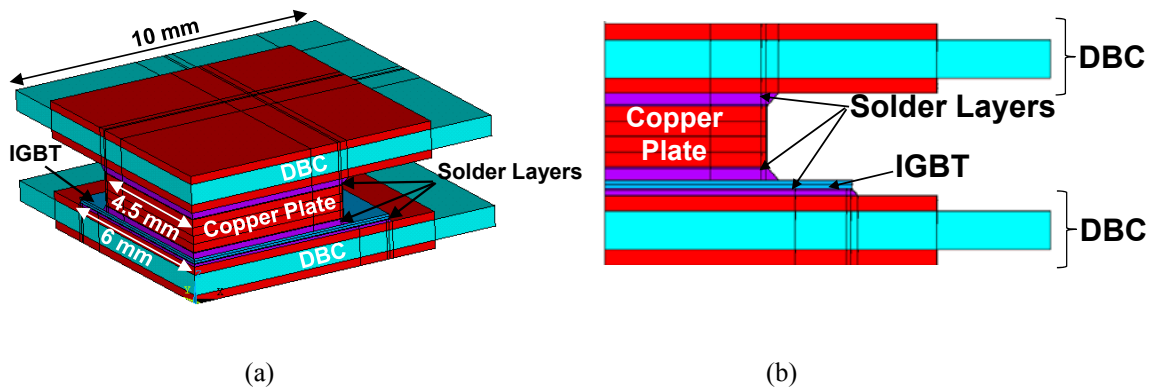 10 mm
IGBT
DBC
Solder Layers
4.5 mm
Copper Plate
6 mm
DBC
Y
X
(a)
DBC
Solder Layers
Copper
Plate
IGBT
DBC
(b)